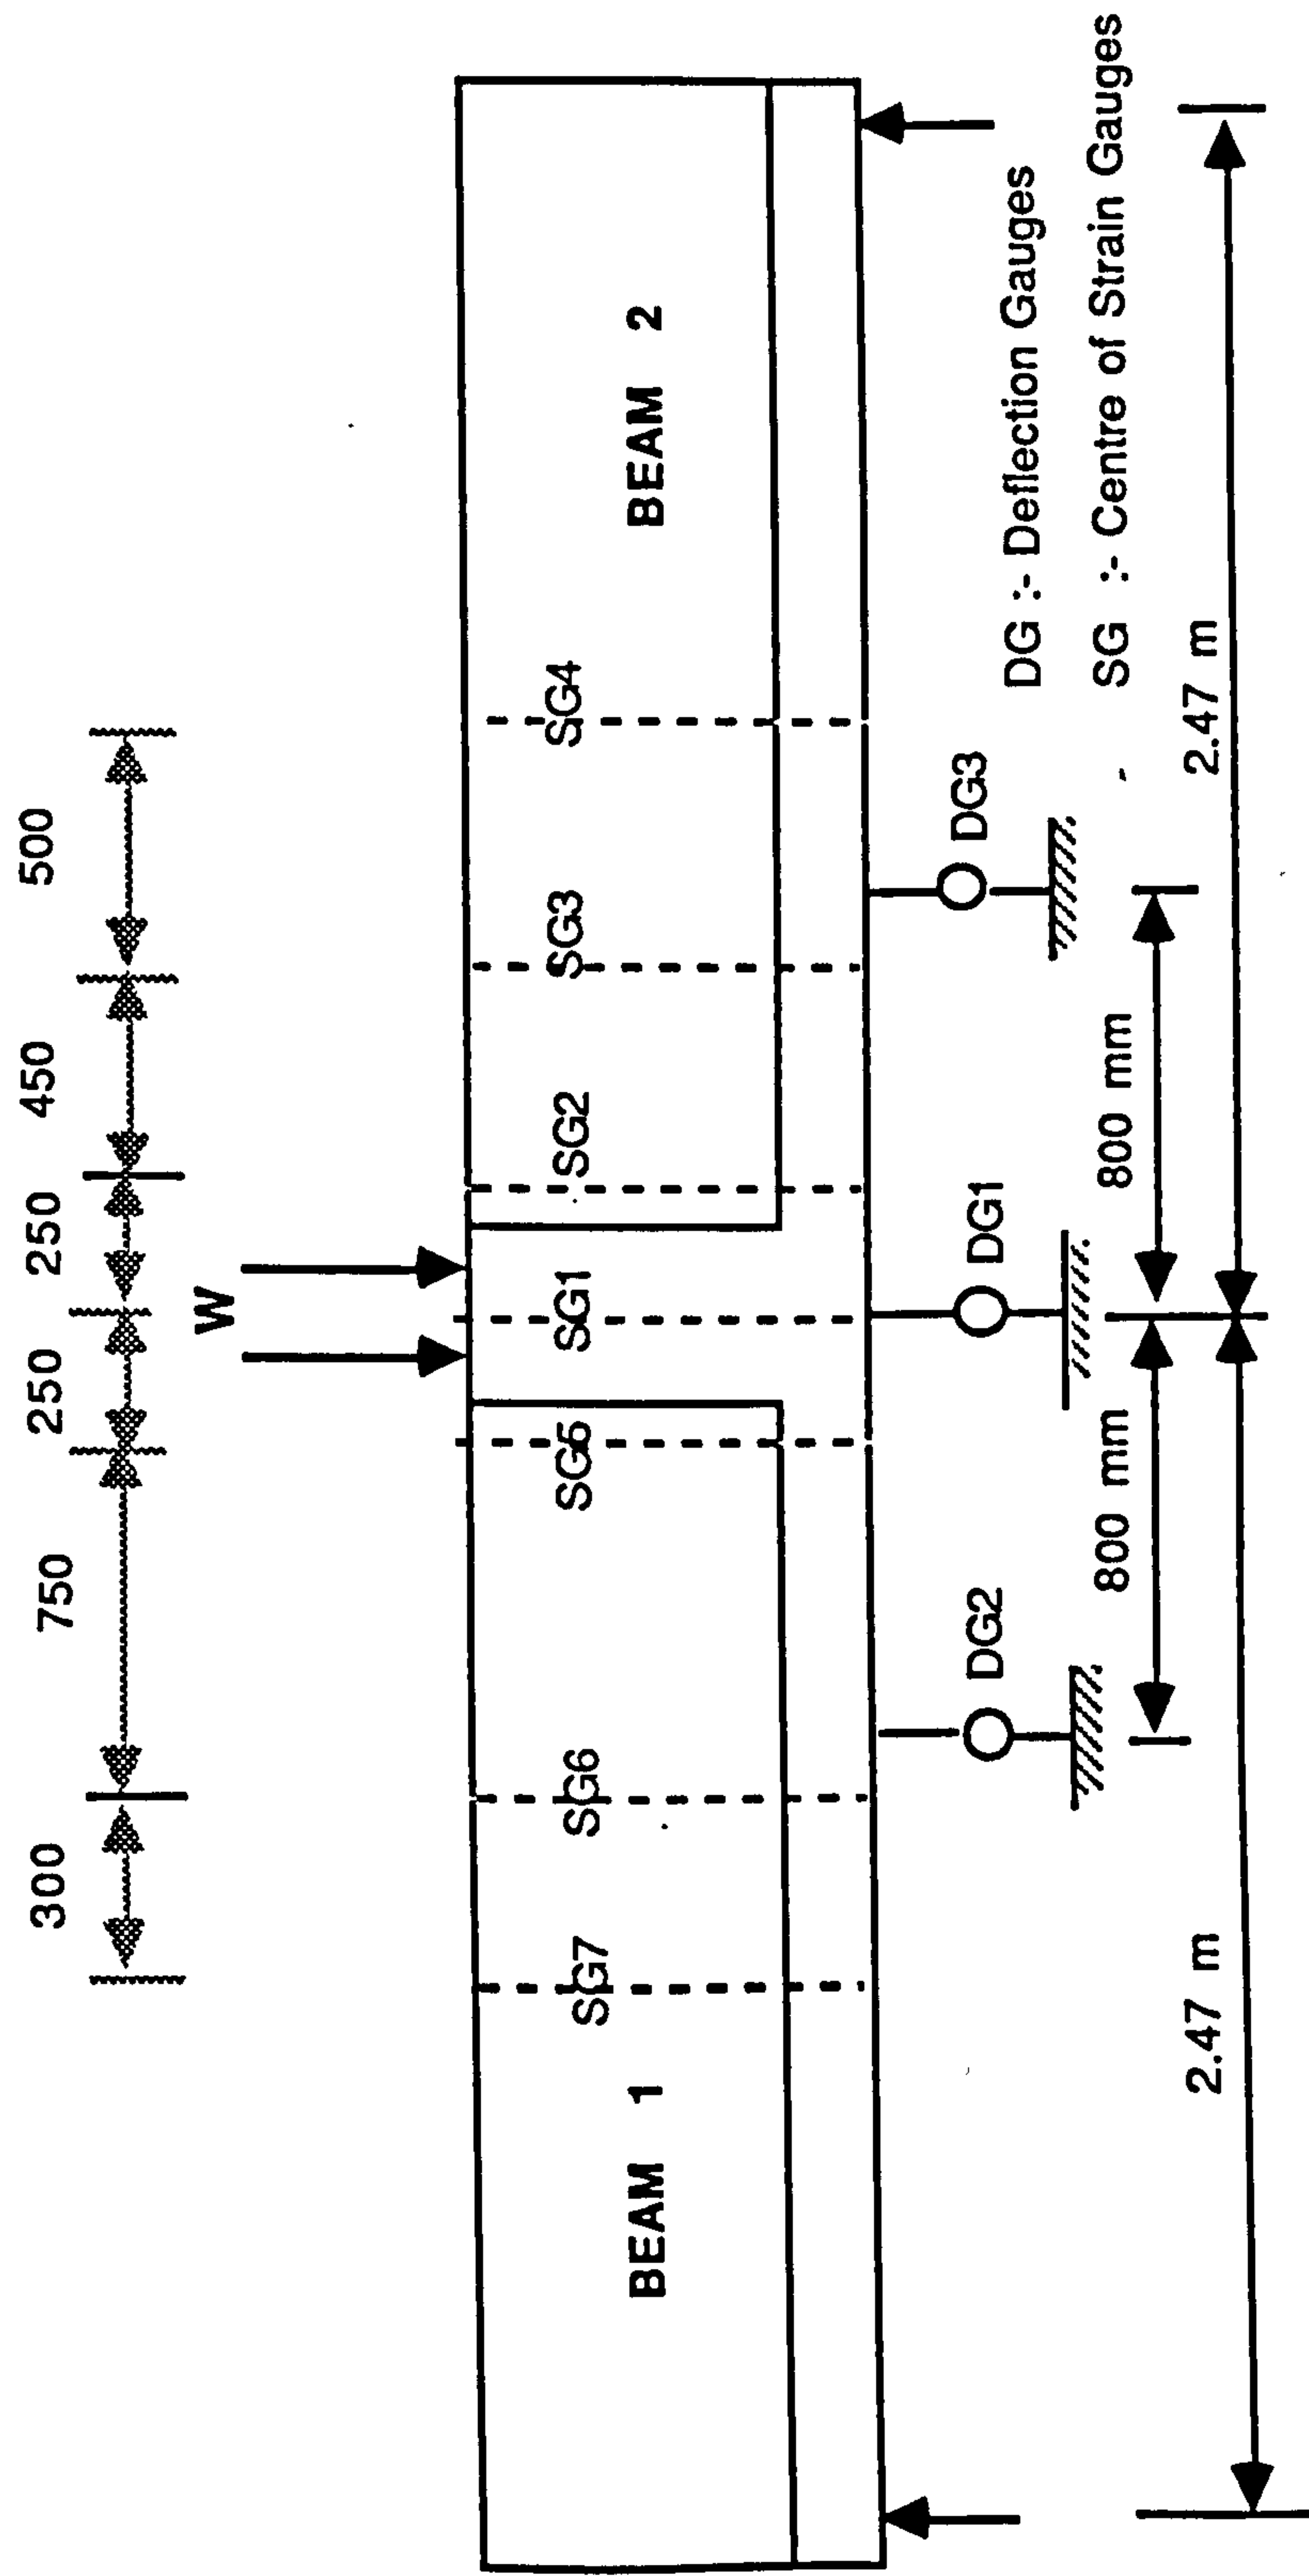 300 750 250 250 450 500
W
SG7 SG6 SG5 SG1 SG2 SG3 SG4
BEAM 1 BEAM 2
DG2 DG1 DG3
DG :- Deflection Gauges
SG :- Centre of Strain Gauges
800 mm 800 mm
2.47 m 2.47 m